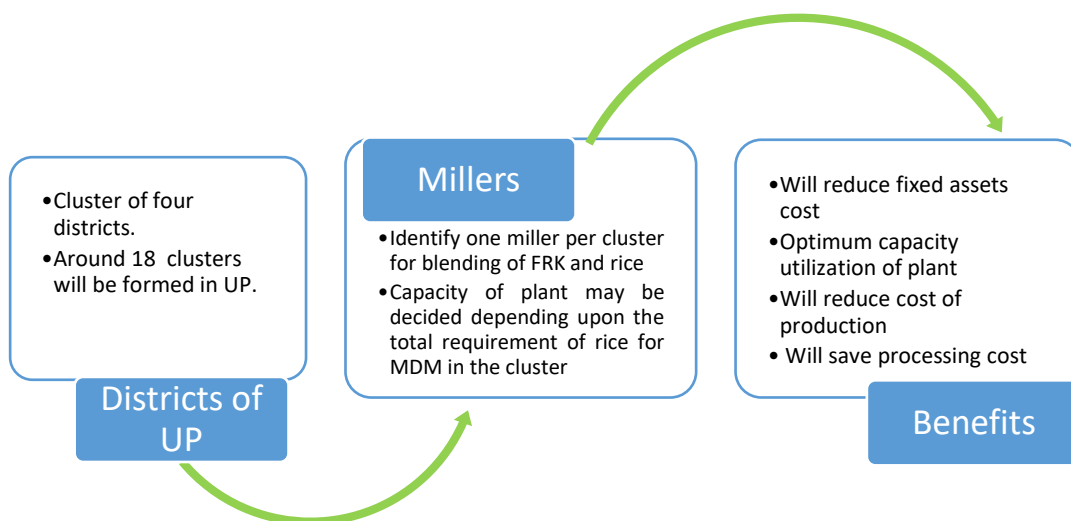 •Cluster of four
districts.
•Around 18 clusters
will be formed in UP.
Districts of
UP
Millers
•Identify one miller per cluster
for blending of FRK and rice
•Capacity of plant may be
decided depending upon the
total requirement of rice for
MDM in the cluster
•Will reduce fixed assets
cost
•Optimum capacity
utilization of plant
•Will reduce cost of
production
• Will save processing cost
Benefits